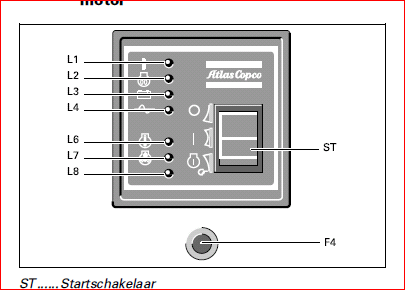 motor
L1
L2
L3
L4
L6
L7
L8
Atlas Copco
ST
F4
ST......Startschakelaar